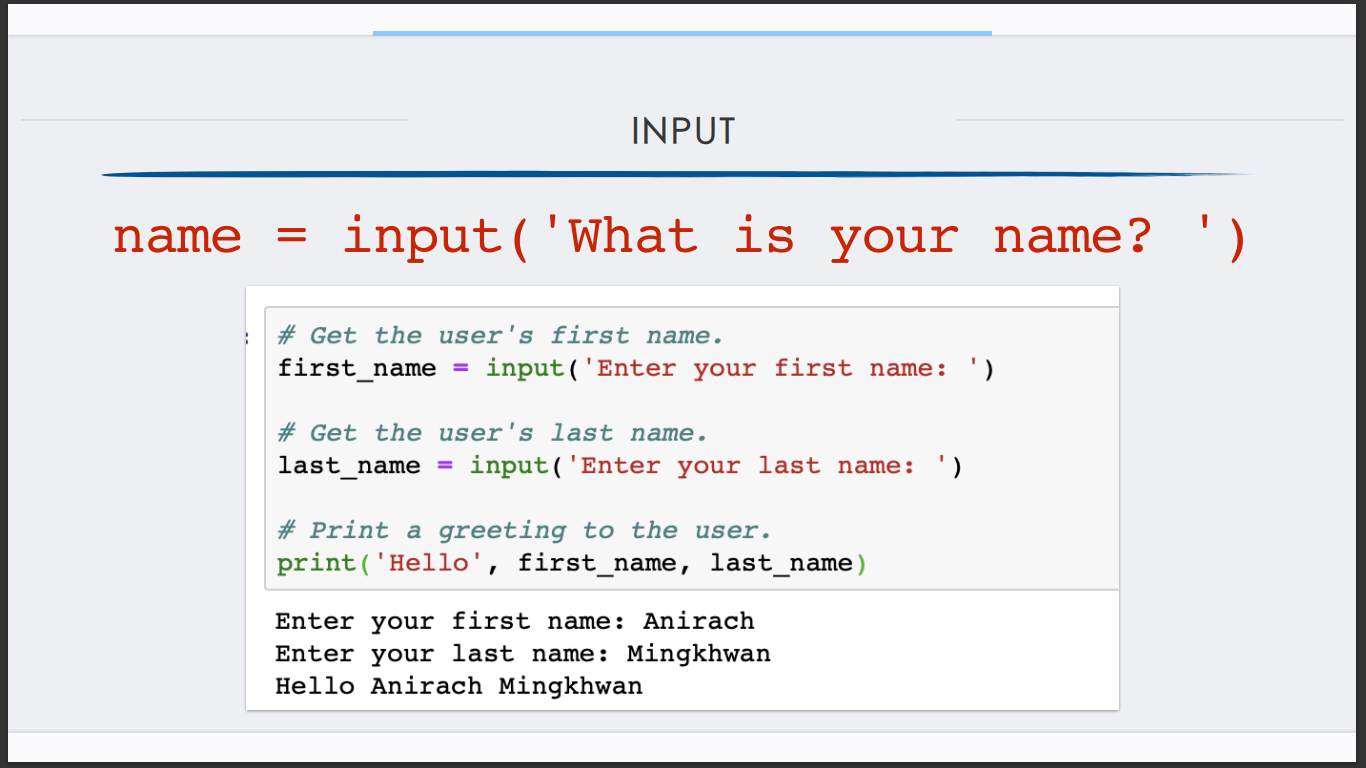 INPUT
name = input('What is your name? ')
# Get the user's first name.
first_name = input('Enter your first name: ')
# Get the user's last name.
last_name = input('Enter your last name: ')
# Print a greeting to the user.
print('Hello', first_name, last_name)
Enter your first name: Anirach
Enter your last name: Mingkhwan
Hello Anirach Mingkhwan